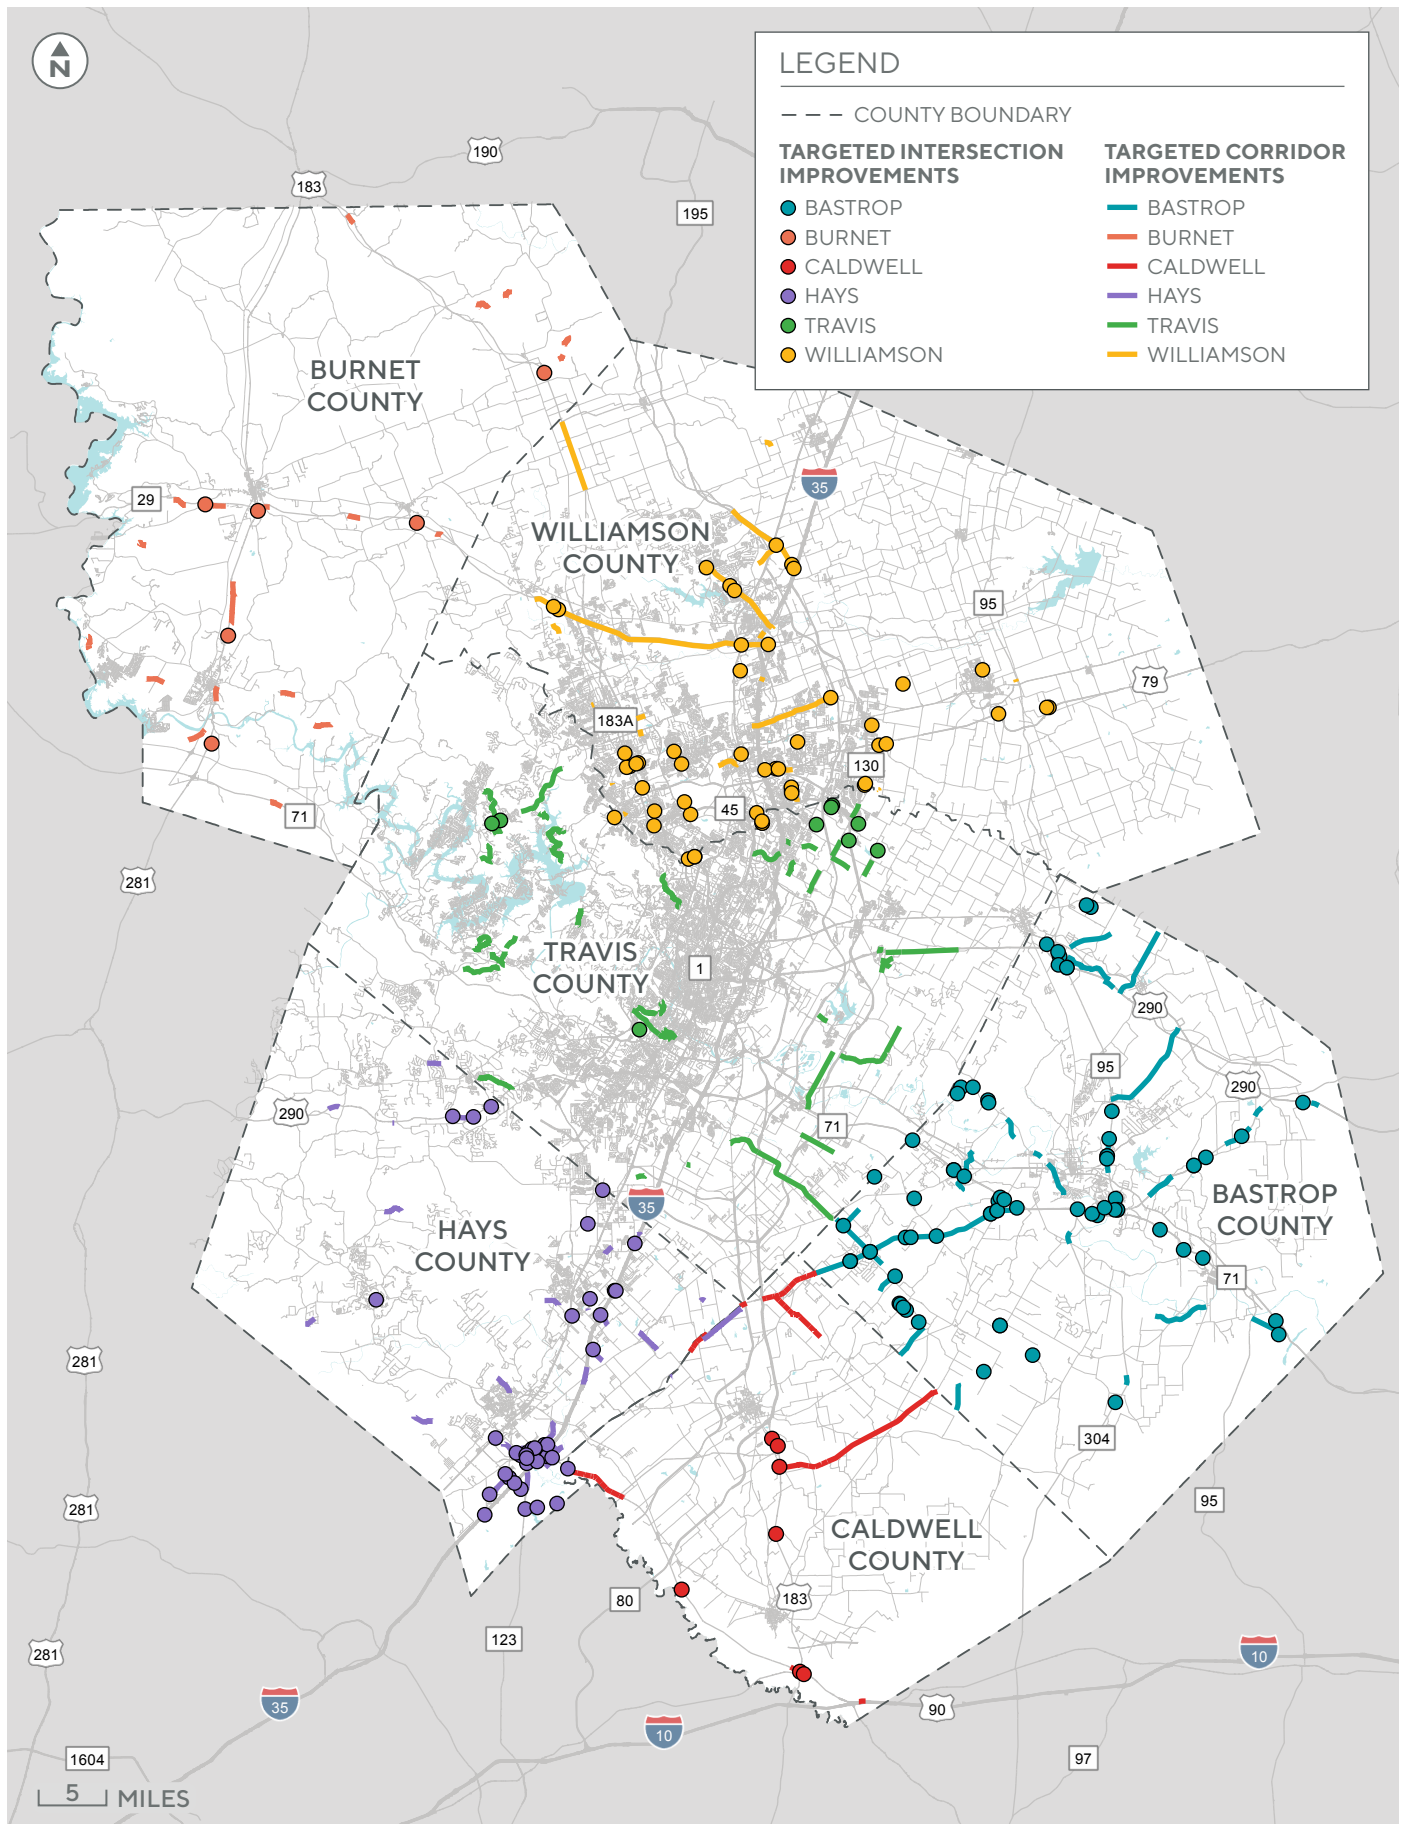 N
LEGEND
COUNTY BOUNDARY
TARGETED INTERSECTION
IMPROVEMENTS
BASTROP
BURNET
CALDWELL
HAYS
TRAVIS
WILLIAMSON
TARGETED CORRIDOR
IMPROVEMENTS
BASTROP
BURNET
CALDWELL
HAYS
TRAVIS
WILLIAMSON
190
183
195
BURNET
COUNTY
35
29
WILLIAMSON
COUNTY
95
79
183A
130
45
71
281
TRAVIS
COUNTY
1
290
95
290
290
71
BASTROP
COUNTY
35
HAYS
COUNTY
71
281
304
95
281
CALDWELL
COUNTY
183
80
123
281
10
35
90
10
1604
97
5 MILES